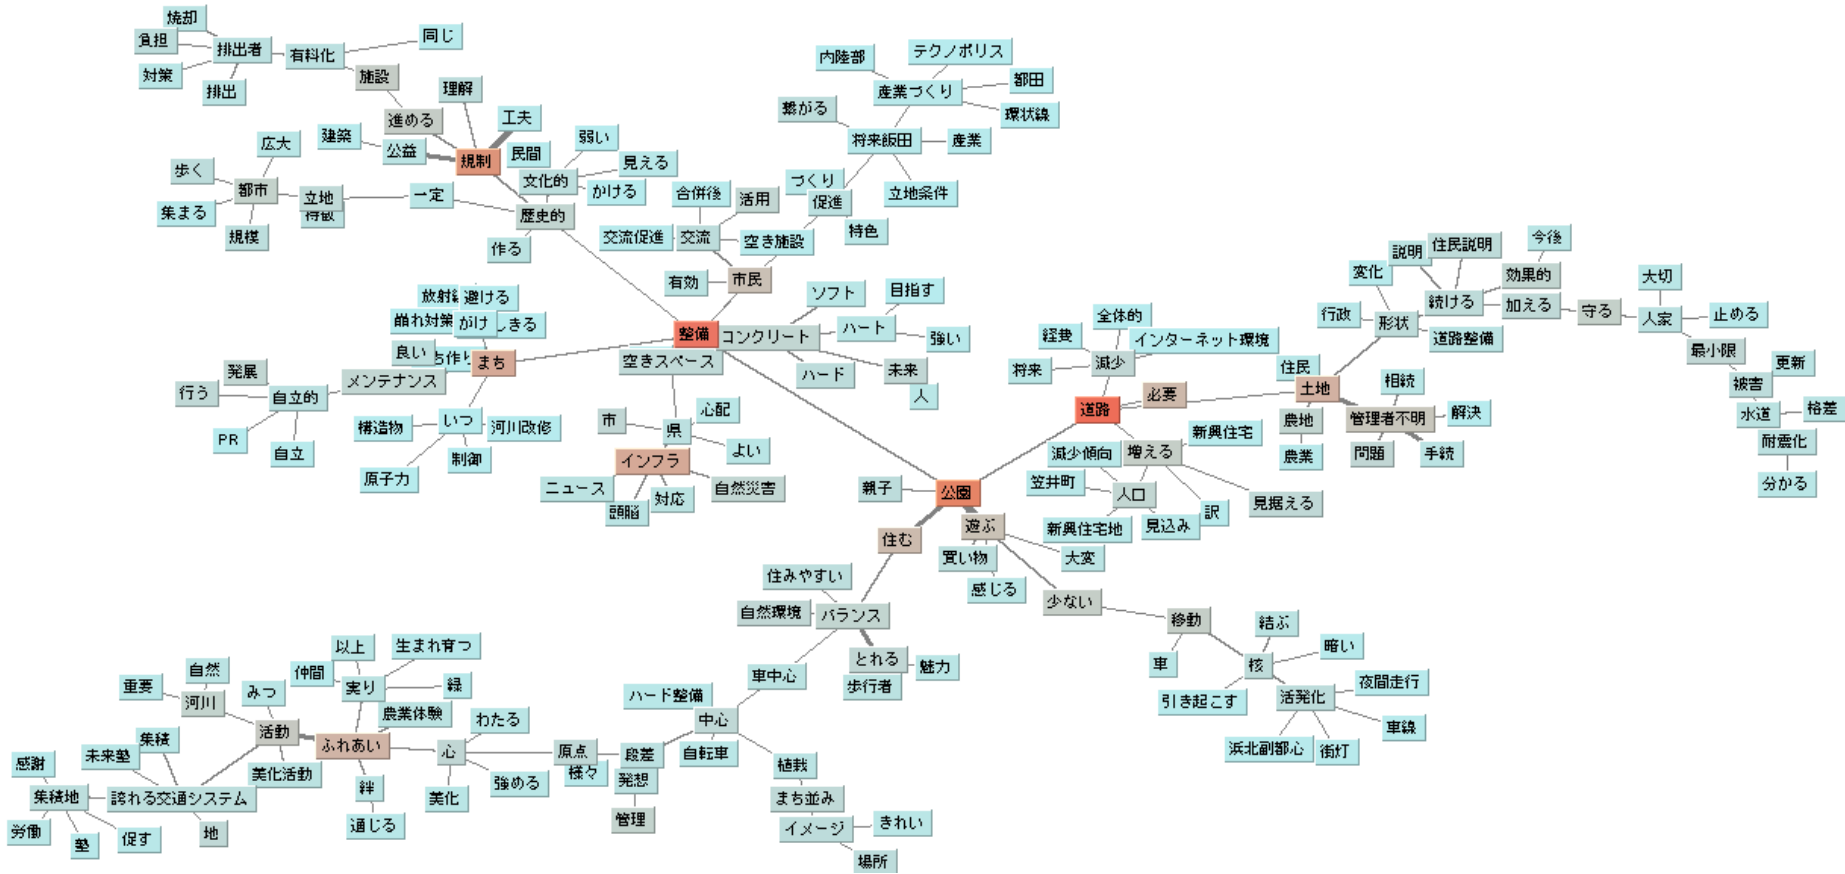 焼却
負担
排出者
有料化
同じ
対策
排出
施設
理解
進める
工夫
建築
公益
規制
民間
弱い
文化的
見える
かける
広大
歩く
都市
立地
一定
集まる
規模
歴史的
作る
内陸部
テクノポリス
産業づくり
都田
環状線
繋がる
将来飯田
産業
立地条件
づくり
促進
特色
合併後
活用
交流促進
交流
空き施設
有効
市民
避ける
崩れ対策
がけ
良い
まち
整備
コンクリート
ソフト
目指す
ハート
強い
ハード
未来
人
空きスペース
発展
行う
自立的
メンテナンス
PR
自立
構造物
いつ
河川改修
原子力
制御
市
県
心配
よい
インフラ
ニュース
頭脳
対応
自然災害
全体的
経費
インターネット環境
将来
減少
道路
必要
住民
土地
変化
説明
住民説明
今後
効果的
行政
形状
続ける
加える
守る
道路整備
大切
人家
止める
最小限
更新
被害
水道
格差
耐震化
分かる
相続
農地
管理者不明
解決
農業
問題
手続
新興住宅
減少傾向
増える
笠井町
人口
見据える
新興住宅地
見込み
訳
親子
公園
住む
遊ぶ
買い物
大変
感じる
少ない
移動
車
結ぶ
核
暗い
引き起こす
活発化
夜間走行
車線
浜北副都心
街灯
住みやすい
自然環境
バランス
とれる
魅力
歩行者
車中心
ハード整備
中心
自転車
段差
発想
管理
植栽
まち並み
イメージ
きれい
場所
原点
様々
以上
生まれ育つ
仲間
実り
緑
農業体験
自然
重要
河川
みつ
活動
ふれあい
心
わたる
強める
美化
絆
通じる
美化活動
集積
未来塾
感謝
集積地
誇れる交通システム
労働
塾
促す
地